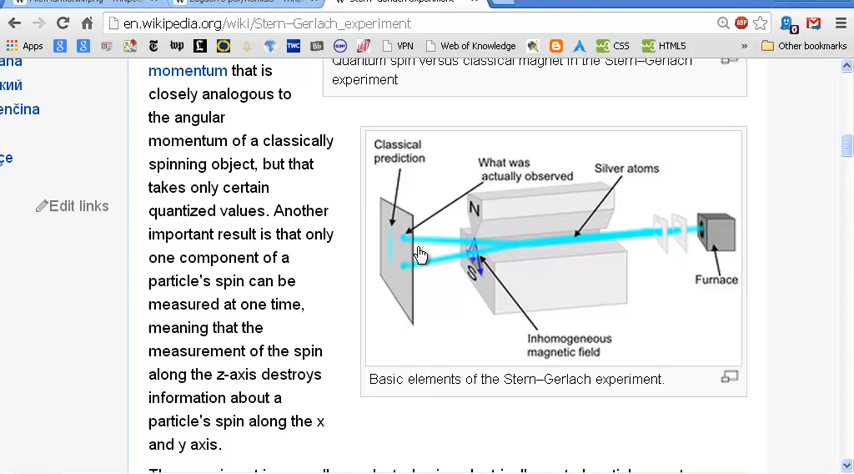 en.wikipedia.org/wiki/Stern–Gerlach_experiment
Apps
VPN
Web of Knowledge
CSS
HTML5
»
Other bookmarks
enčina
Edit links
momentum that is
closely analogous to
the angular
momentum of a classically
spinning object, but that
takes only certain
quantized values. Another
important result is that only
one component of a
particle's spin can be
measured at one time,
meaning that the
measurement of the spin
along the z-axis destroys
information about a
particle's spin along the x
and y axis.
Quantum spin versus classical magnet in the Stern–Gerlach
experiment
Classical
prediction
What was
actually observed
Silver atoms
N
S
Furnace
Inhomogeneous
magnetic field
Basic elements of the Stern–Gerlach experiment.